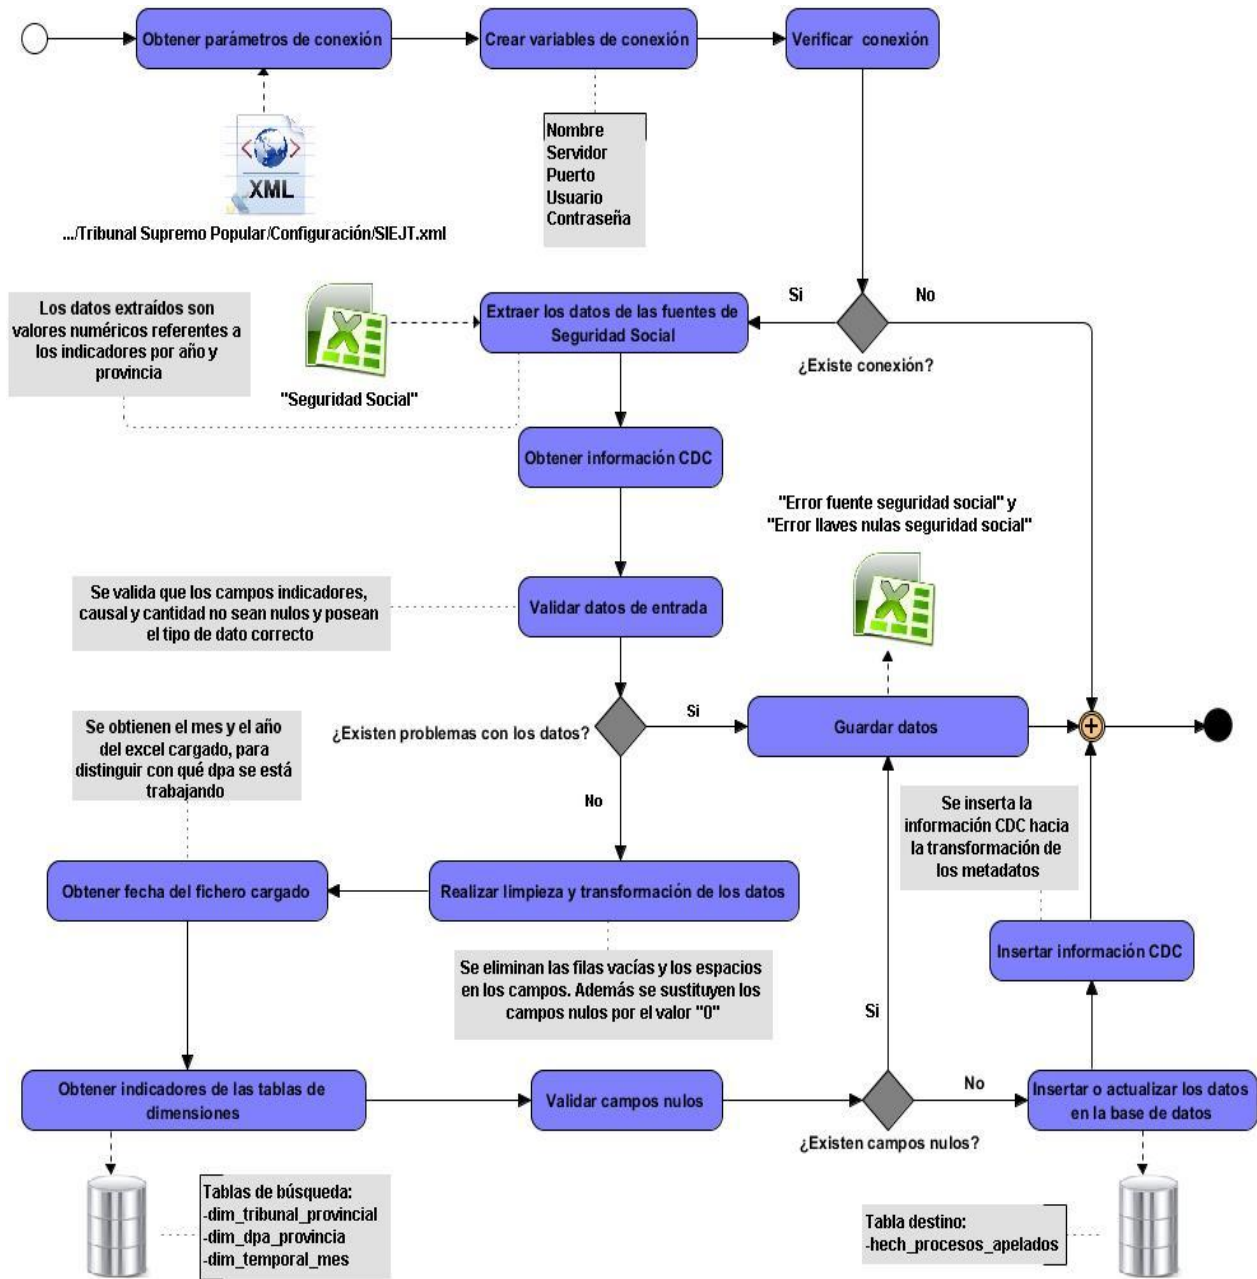 Obtener parámetros de conexión
Crear variables de conexión
Verificar conexión
XML
.../Tribunal Supremo Popular/Configuración/SIEJT.xml
Nombre
Servidor
Puerto
Usuario
Contraseña
Los datos extraídos son
valores numéricos referentes a
los indicadores por año y
provincia
"Seguridad Social"
Extraer los datos de las fuentes de
Seguridad Social
Si
No
¿Existe conexión?
Obtener información CDC
"Error fuente seguridad social" y
"Error llaves nulas seguridad social"
Se valida que los campos indicadores,
causal y cantidad no sean nulos y posean
el tipo de dato correcto
Validar datos de entrada
Se obtienen el mes y el año
del excel cargado, para
distinguir con qué dpa se está
trabajando
¿Existen problemas con los datos?
Si
Guardar datos
No
Se inserta la
información CDC hacia
la transformación de
los metadatos
Obtener fecha del fichero cargado
Realizar limpieza y transformación de los datos
Se eliminan las filas vacías y los espacios
en los campos. Además se sustituyen los
campos nulos por el valor "0"
Insertar información CDC
Si
Obtener indicadores de las tablas de
dimensiones
Validar campos nulos
No
¿Existen campos nulos?
Insertar o actualizar los datos
en la base de datos
Tablas de búsqueda:
-dim_tribunal_provincial
-dim_dpa_provincia
-dim_temporal_mes
Tabla destino:
-hech_procesos_apelados